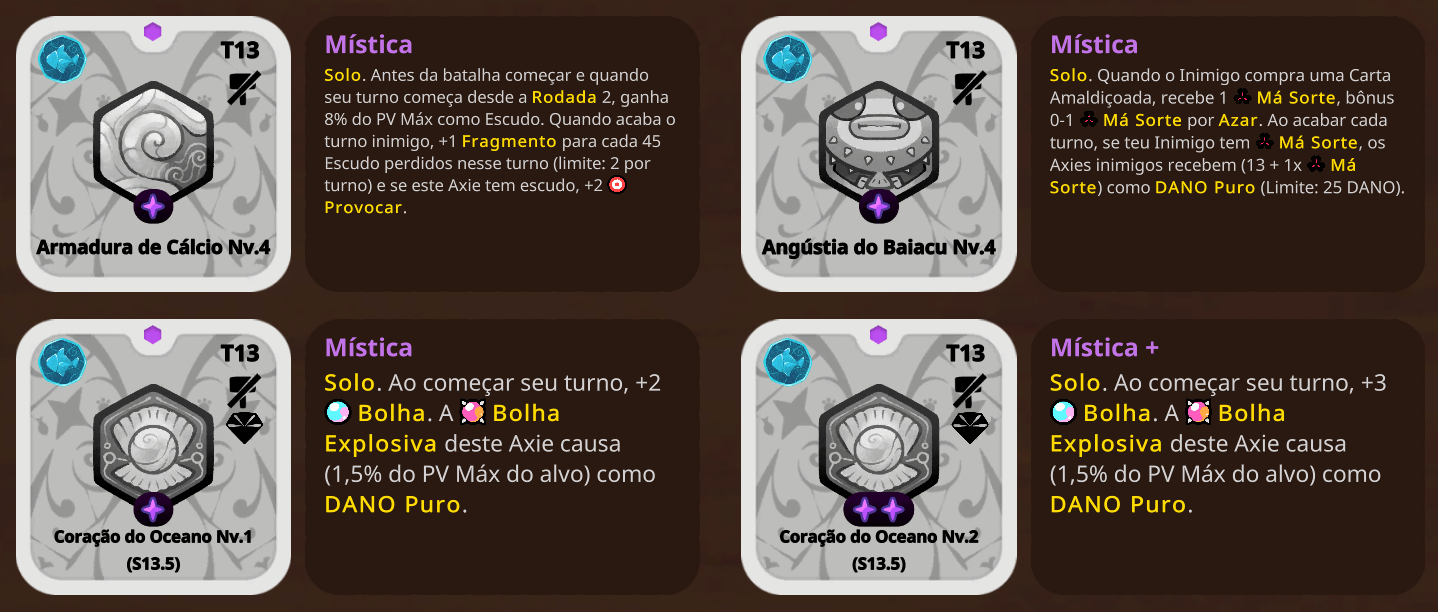 T13
Armadura de Cálcio Nv.4
Mística
Solo. Antes da batalha começar e quando
seu turno começa desde a Rodada 2, ganha
8% do PV Máx como Escudo. Quando acaba o
turno inimigo, +1 Fragmento para cada 45
Escudo perdidos nesse turno (limite: 2 por
turno) e se este Axie tem escudo, +2
Provocar.
T13
Angústia do Baiacu Nv.4
Mística
Solo. Quando o Inimigo compra uma Carta
Amaldiçoada, recebe 1 Má Sorte, bônus
0-1 Má Sorte por Azar. Ao acabar cada
turno, se teu Inimigo tem Má Sorte, os
Axies inimigos recebem (13 + 1x Má
Sorte) como DANO Puro (Limite: 25 DANO).
T13
Coração do Oceano Nv.1
(S13.5)
Mística
Solo. Ao começar seu turno, +2
Bolha. A Bolha
Explosiva deste Axie causa
(1,5% do PV Máx do alvo) como
DANO Puro.
T13
Coração do Oceano Nv.2
(S13.5)
Mística +
Solo. Ao começar seu turno, +3
Bolha. A Bolha
Explosiva deste Axie causa
(1,5% do PV Máx do alvo) como
DANO Puro.